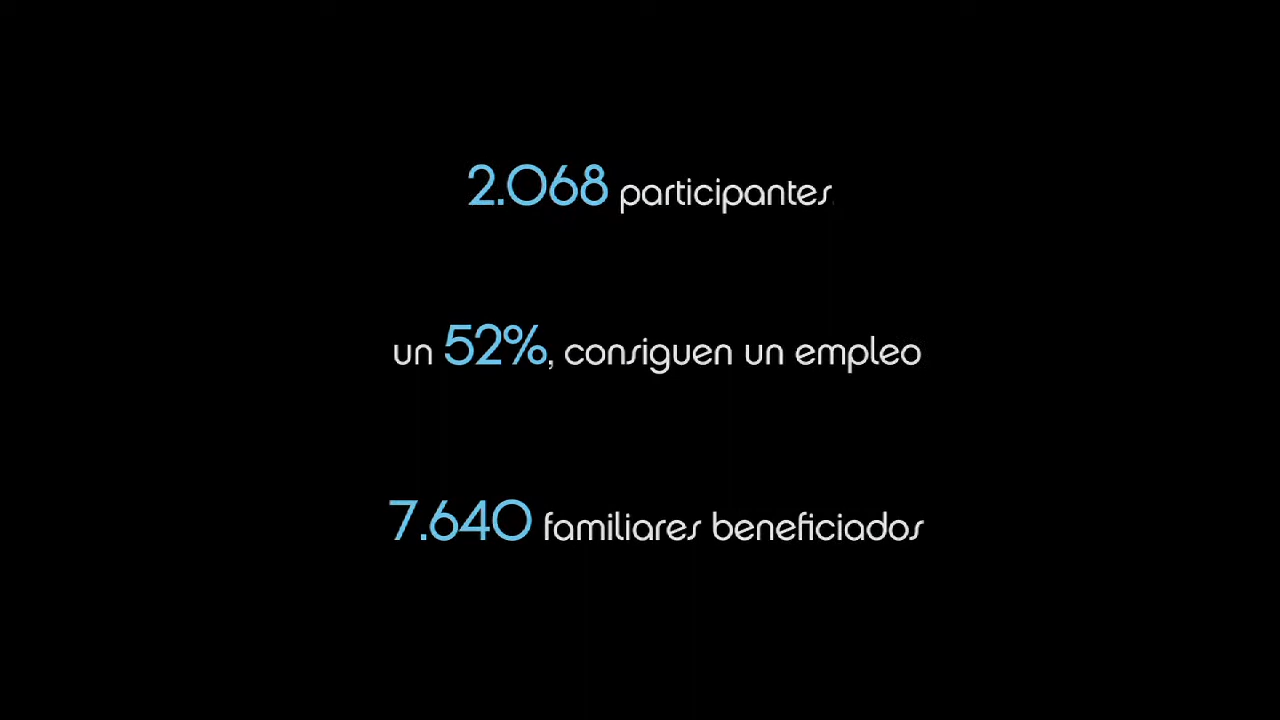 2.068 participantes
un 52%, consiguen un empleo
7.640 familiares beneficiados